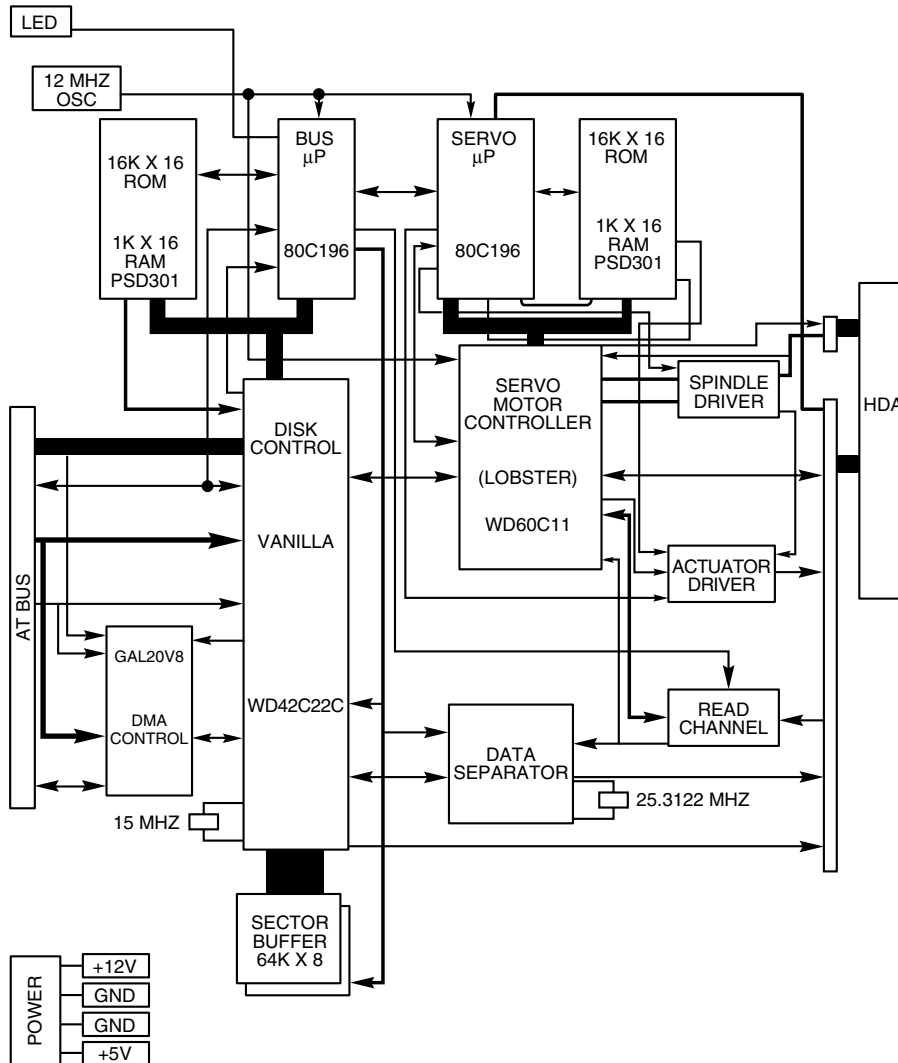 LED
12 MHZ
OSC
16K X 16
ROM
1K X 16
RAM
PSD301
BUS
µP
80C196
SERVO
µP
80C196
16K X 16
ROM
1K X 16
RAM
PSD301
DISK
CONTROL
VANILLA
WD42C22C
SERVO
MOTOR
CONTROLLER
(LOBSTER)
WD60C11
SPINDLE
DRIVER
HDA
AT BUS
ACTUATOR
DRIVER
GAL20V8
DMA
CONTROL
READ
CHANNEL
DATA
SEPARATOR
25.3122 MHZ
15 MHZ
SECTOR
BUFFER
64K X 8
POWER
+12V
GND
GND
+5V